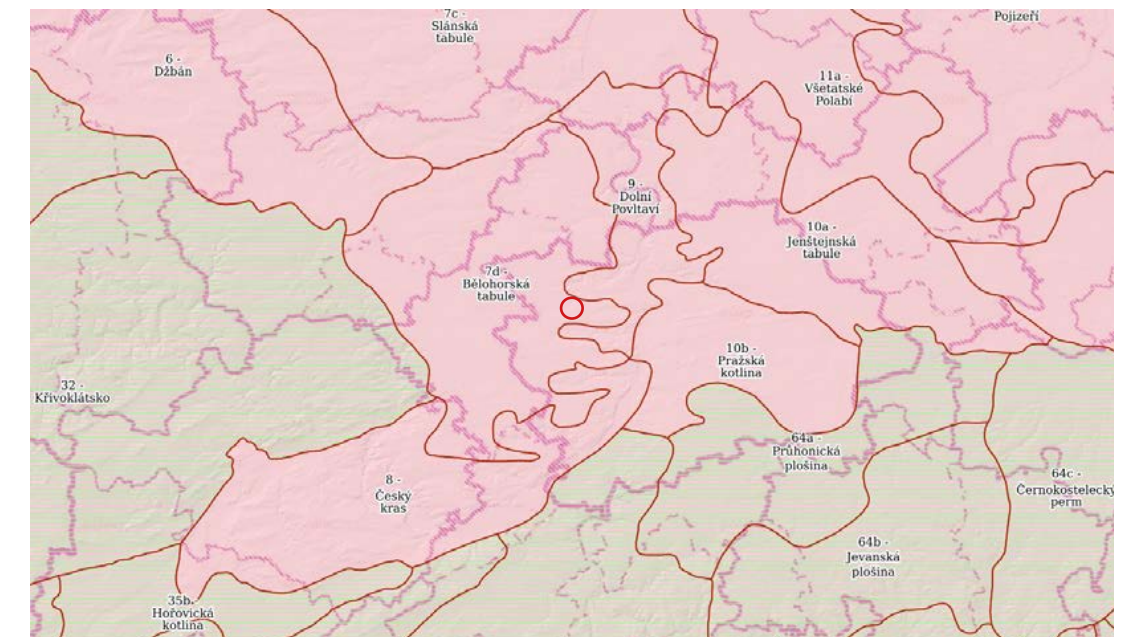 7c -
Slánská
tabule
Pojizeří
6 -
Džbán
11a -
Všetatské
Polabí
9 -
Dolní
Povltaví
10a -
Jenštejnská
tabule
7d -
Bělohorská
tabule
10b -
Pražská
kotlina
32 -
Křivoklátsko
64a -
Průhonická
plošina
64c -
Černokostelecký
perm
8 -
Český
kras
64b -
Jevanská
plošina
35b-
Hořovická
kotlina